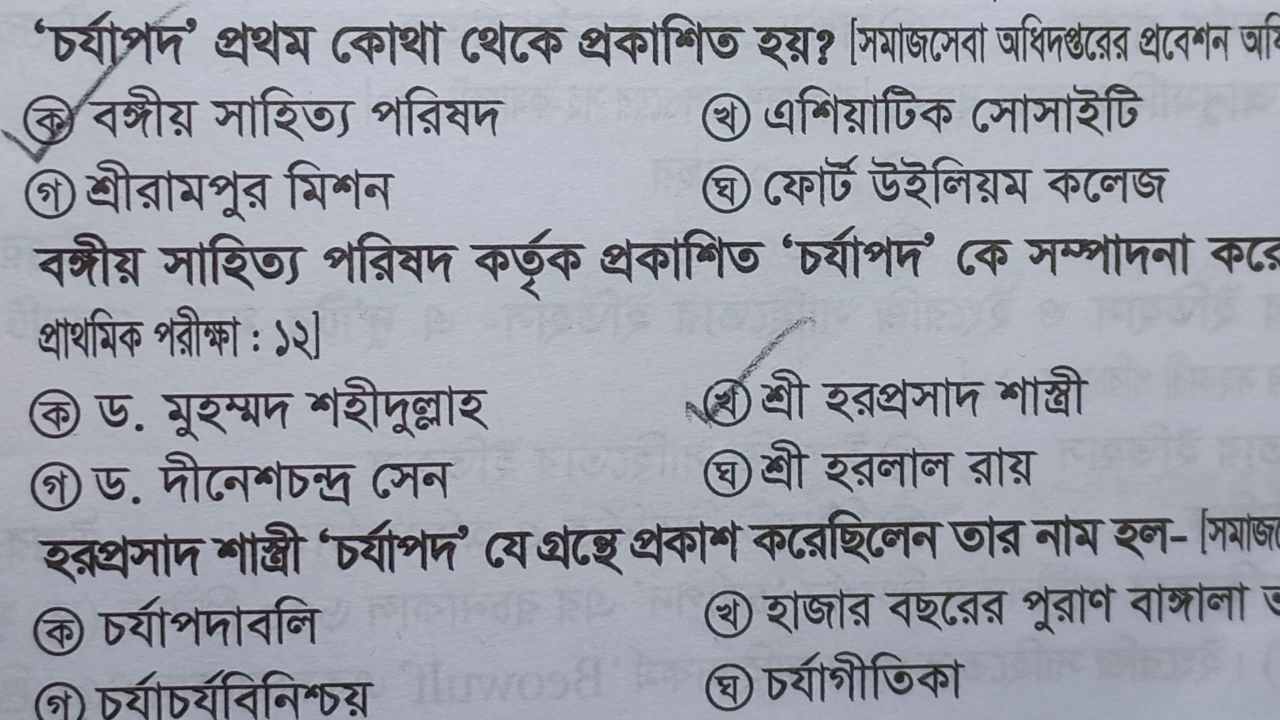 ‘চর্যাপদ’ প্রথম কোথা থেকে প্রকাশিত হয়? [সমাজসেবা অধিদপ্তরের প্রবেশন
ক বঙ্গীয় সাহিত্য পরিষদ খ এশিয়াটিক সোসাইটি
গ শ্রীরামপুর মিশন ঘ ফোর্ট উইলিয়ম কলেজ
বঙ্গীয় সাহিত্য পরিষদ কর্তৃক প্রকাশিত ‘চর্যাপদ’ কে সম্পাদনা
প্রাথমিক পরীক্ষা : ১২]
ক ড. মুহম্মদ শহীদুল্লাহ খ শ্রী হরপ্রসাদ শাস্ত্রী
গ ড. দীনেশচন্দ্র সেন ঘ শ্রী হরলাল রায়
হরপ্রসাদ শাস্ত্রী ‘চর্যাপদ’ যে গ্রন্থে প্রকাশ করেছিলেন তার নাম হল-
ক চর্যাপদাবলি খ হাজার বছরের পুরাণ বাঙ্গালা
গ চর্যাচর্যবিনিশ্চয় ঘ চর্যাগীতিকা